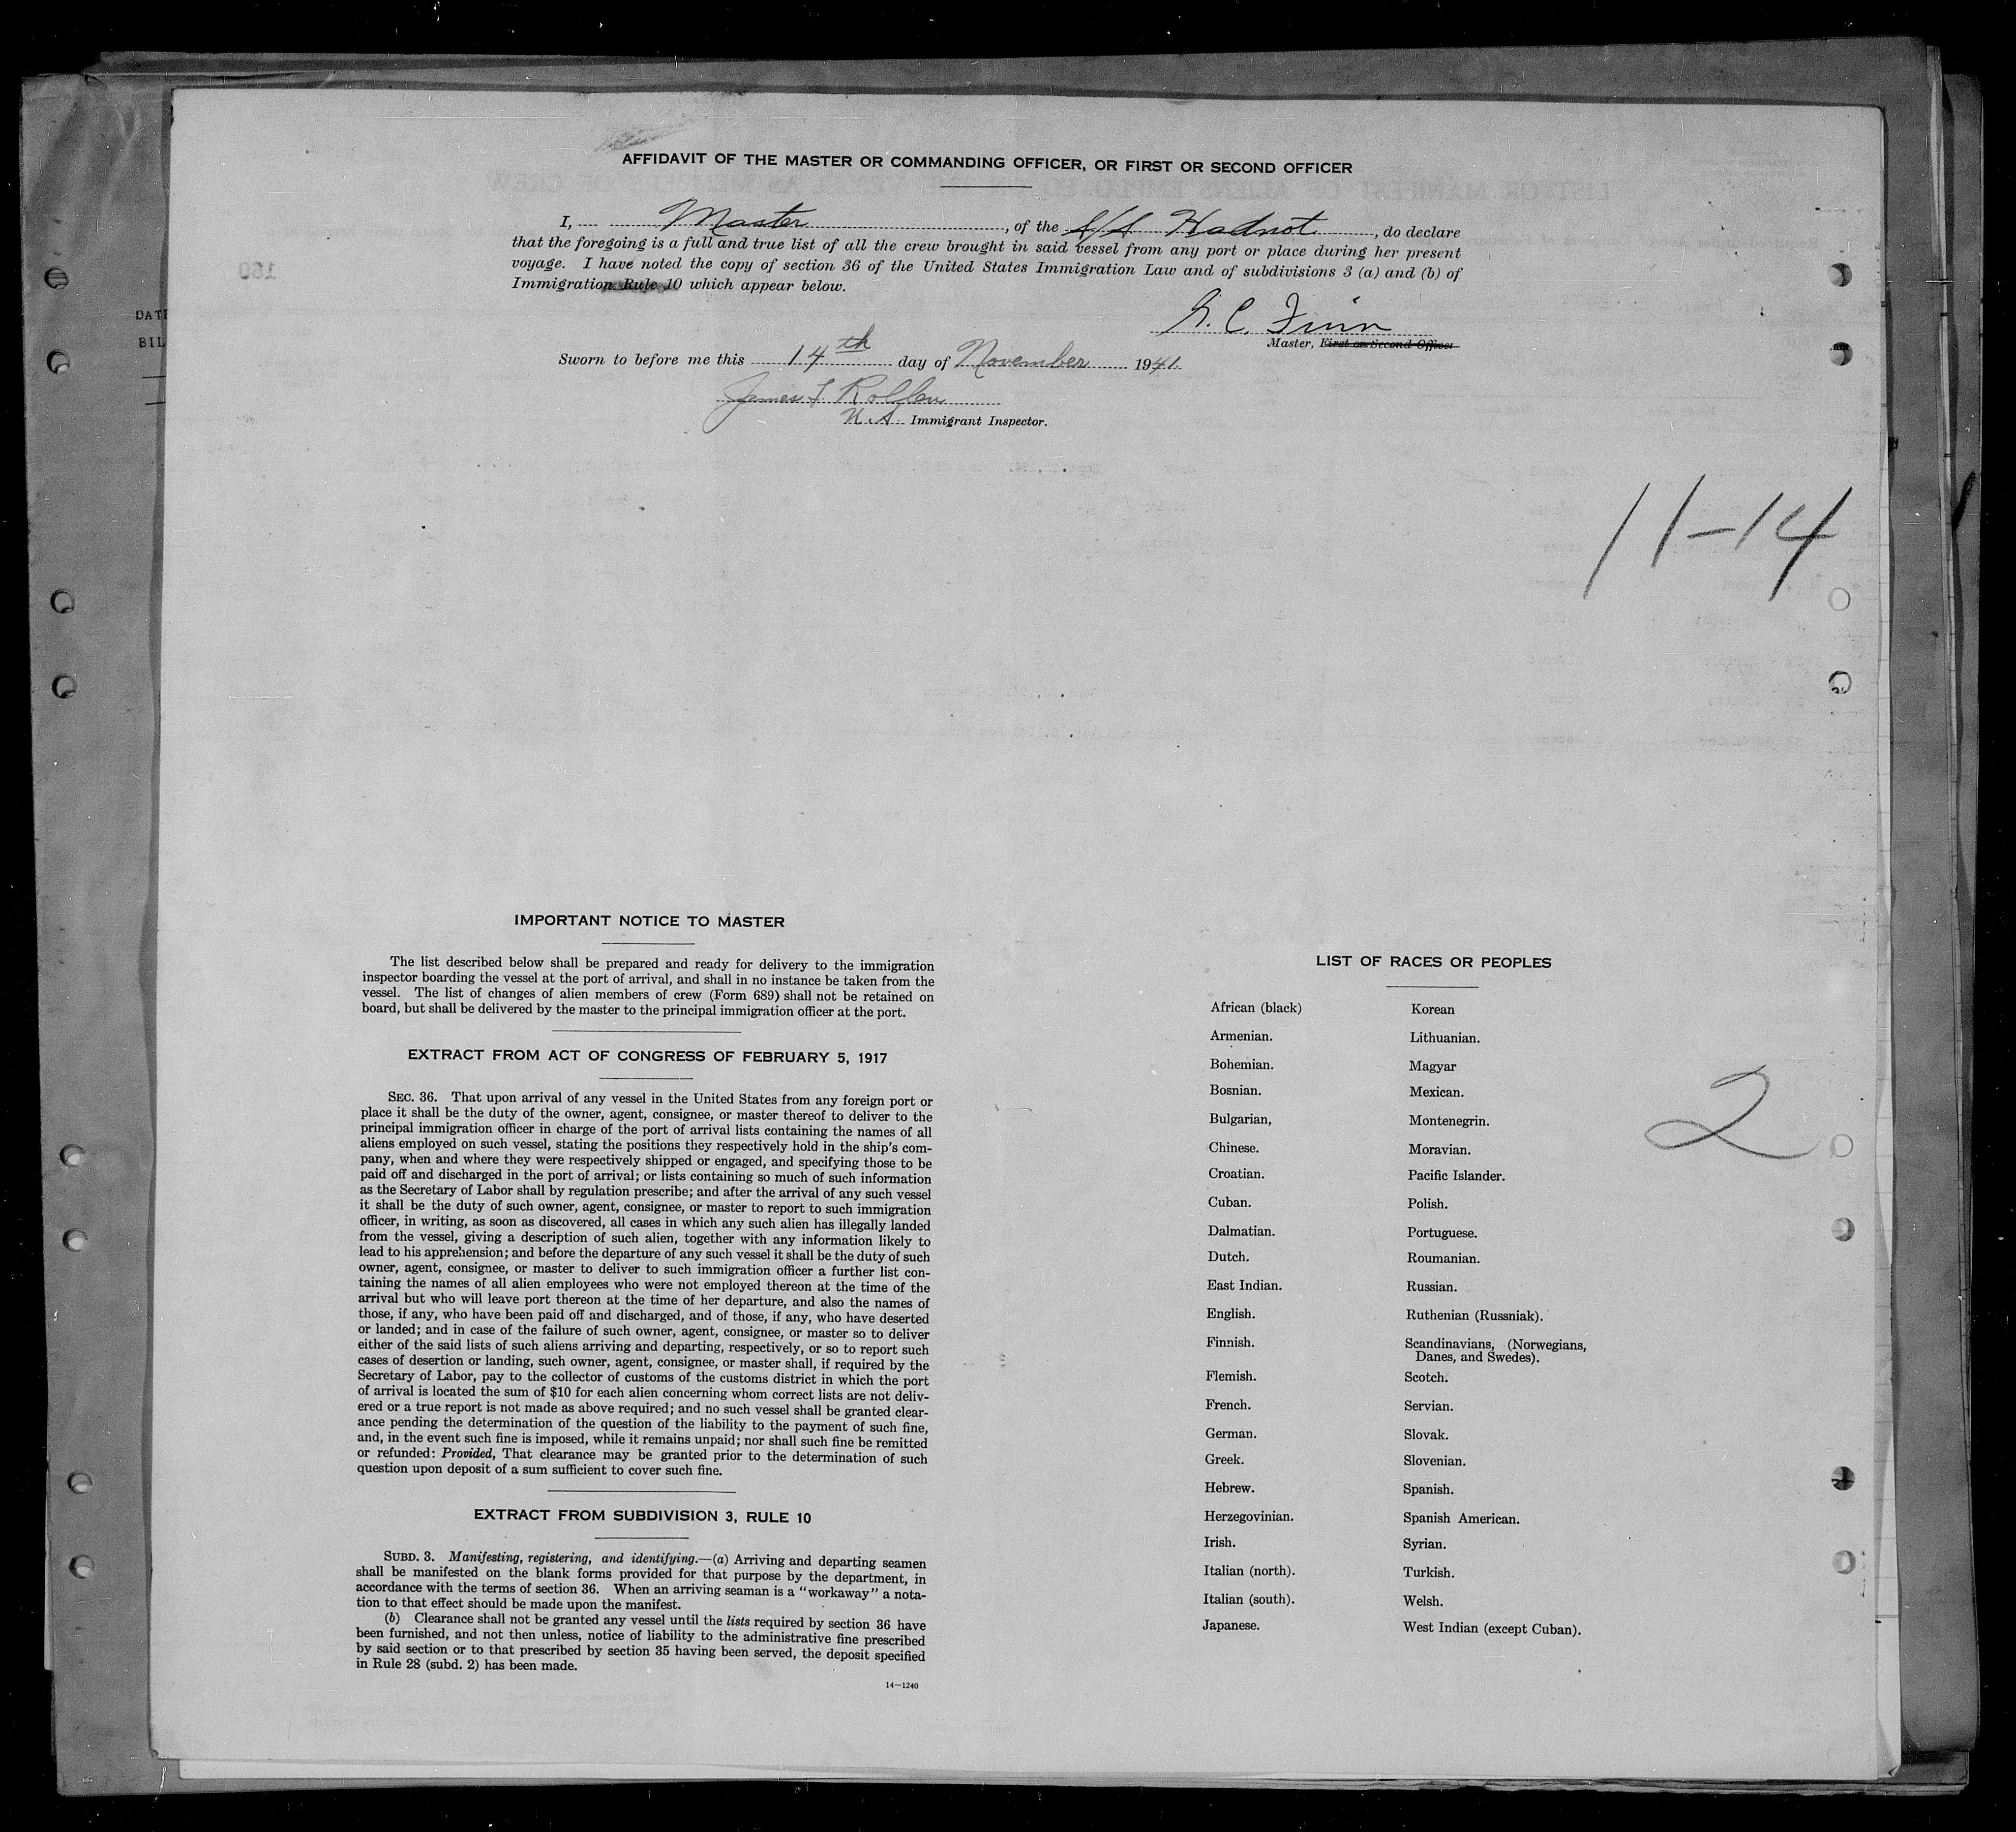 AFFIDAVIT OF THE MASTER OR COMMANDING OFFICER, OR FIRST OR SECOND OFFICER
I, Master, of the S/S Hadnot, do declare
that the foregoing is a full and true list of all the crew brought in said vessel from any port or place during her present
voyage. I have noted the copy of section 36 of the United States Immigration Law and of subdivisions 3 (a) and (b) of
Immigration Rule 10 which appear below.
G. C. Finn
Master, First or Second Officer
Sworn to before me this 14th day of November 1941.
James
Immigrant Inspector.
DATE
BIL
160
11-14
IMPORTANT NOTICE TO MASTER
The list described below shall be prepared and ready for delivery to the immigration
inspector boarding the vessel at the port of arrival, and shall in no instance be taken from the
vessel. The list of changes of alien members of crew (Form 689) shall not be retained on
board, but shall be delivered by the master to the principal immigration officer at the port.
EXTRACT FROM ACT OF CONGRESS OF FEBRUARY 5, 1917
SEC. 36. That upon arrival of any vessel in the United States from any foreign port or
place it shall be the duty of the owner, agent, consignee, or master thereof to deliver to the
principal immigration officer in charge of the port of arrival lists containing the names of all
aliens employed on such vessel, stating the positions they respectively hold in the ship's com-
pany, when and where they were respectively shipped or engaged, and specifying those to be
paid off and discharged in the port of arrival; or lists containing so much of such information
as the Secretary of Labor shall by regulation prescribe; and after the arrival of any such vessel
it shall be the duty of such owner, agent, consignee, or master to report to such immigration
officer, in writing, as soon as discovered, all cases in which any such alien has illegally landed
from the vessel, giving a description of such alien, together with any information likely to
lead to his apprehension; and before the departure of any such vessel it shall be the duty of such
owner, agent, consignee, or master to deliver to such immigration officer a further list con-
taining the names of all alien employees who were not employed thereon at the time of the
arrival but who will leave port thereon at the time of her departure, and also the names of
those, if any, who have been paid off and discharged, and of those, if any, who have deserted
or landed; and in case of the failure of such owner, agent, consignee, or master so to deliver
either of the said lists of such aliens arriving and departing, respectively, or so to report such
cases of desertion or landing, such owner, agent, consignee, or master shall, if required by the
Secretary of Labor, pay to the collector of customs of the customs district in which the port
of arrival is located the sum of $10 for each alien concerning whom correct lists are not deliv-
ered or a true report is not made as above required; and no such vessel shall be granted clear-
ance pending the determination of the question of the liability to the payment of such fine,
and, in the event such fine is imposed, while it remains unpaid; nor shall such fine be remitted
or refunded: Provided, That clearance may be granted prior to the determination of such
question upon deposit of a sum sufficient to cover such fine.
EXTRACT FROM SUBDIVISION 3, RULE 10
SUBD. 3. Manifesting, registering, and identifying.—(a) Arriving and departing seamen
shall be manifested on the blank forms provided for that purpose by the department, in
accordance with the terms of section 36. When an arriving seaman is a "workaway" a nota-
tion to that effect should be made upon the manifest.
(b) Clearance shall not be granted any vessel until the lists required by section 36 have
been furnished, and not then unless, notice of liability to the administrative fine prescribed
by said section or to that prescribed by section 35 having been served, the deposit specified
in Rule 28 (subd. 2) has been made.
14—1240
LIST OF RACES OR PEOPLES
African (black)
Armenian.
Bohemian.
Bosnian.
Bulgarian,
Chinese.
Croatian.
Cuban.
Dalmatian.
Dutch.
East Indian.
English.
Finnish.
Flemish.
French.
German.
Greek.
Hebrew.
Herzegovinian.
Irish.
Italian (north).
Italian (south).
Japanese.
Korean
Lithuanian.
Magyar
Mexican.
Montenegrin.
Moravian.
Pacific Islander.
Polish.
Portuguese.
Roumanian.
Russian.
Ruthenian (Russniak).
Scandinavians, (Norwegians,
Danes, and Swedes).
Scotch.
Servian.
Slovak.
Slovenian.
Spanish.
Spanish American.
Syrian.
Turkish.
Welsh.
West Indian (except Cuban).
2